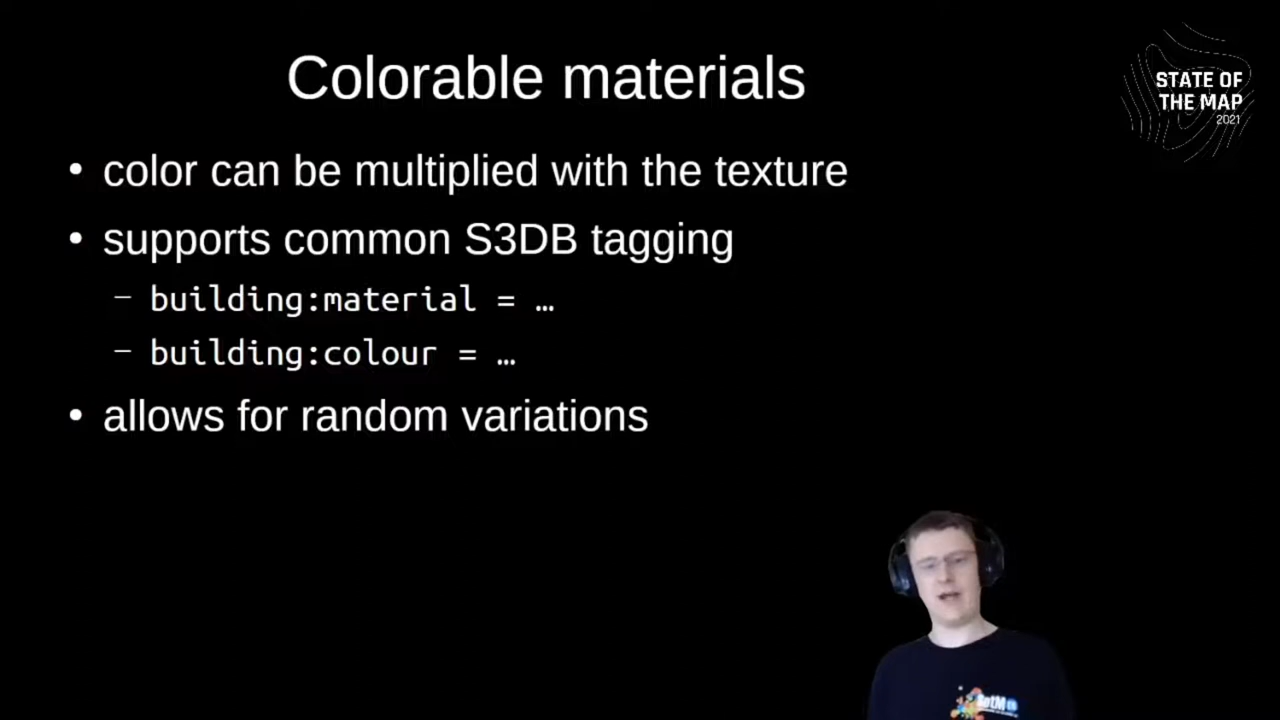 Colorable materials
STATE OF
THE MAP
2021
• color can be multiplied with the texture
• supports common S3DB tagging
– building:material = …
– building:colour = …
• allows for random variations